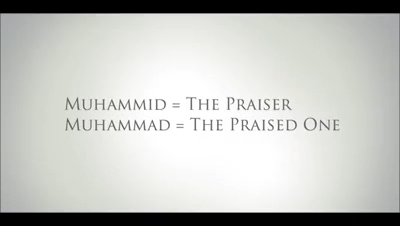 Muhammid = The Praiser
Muhammad = The Praised One